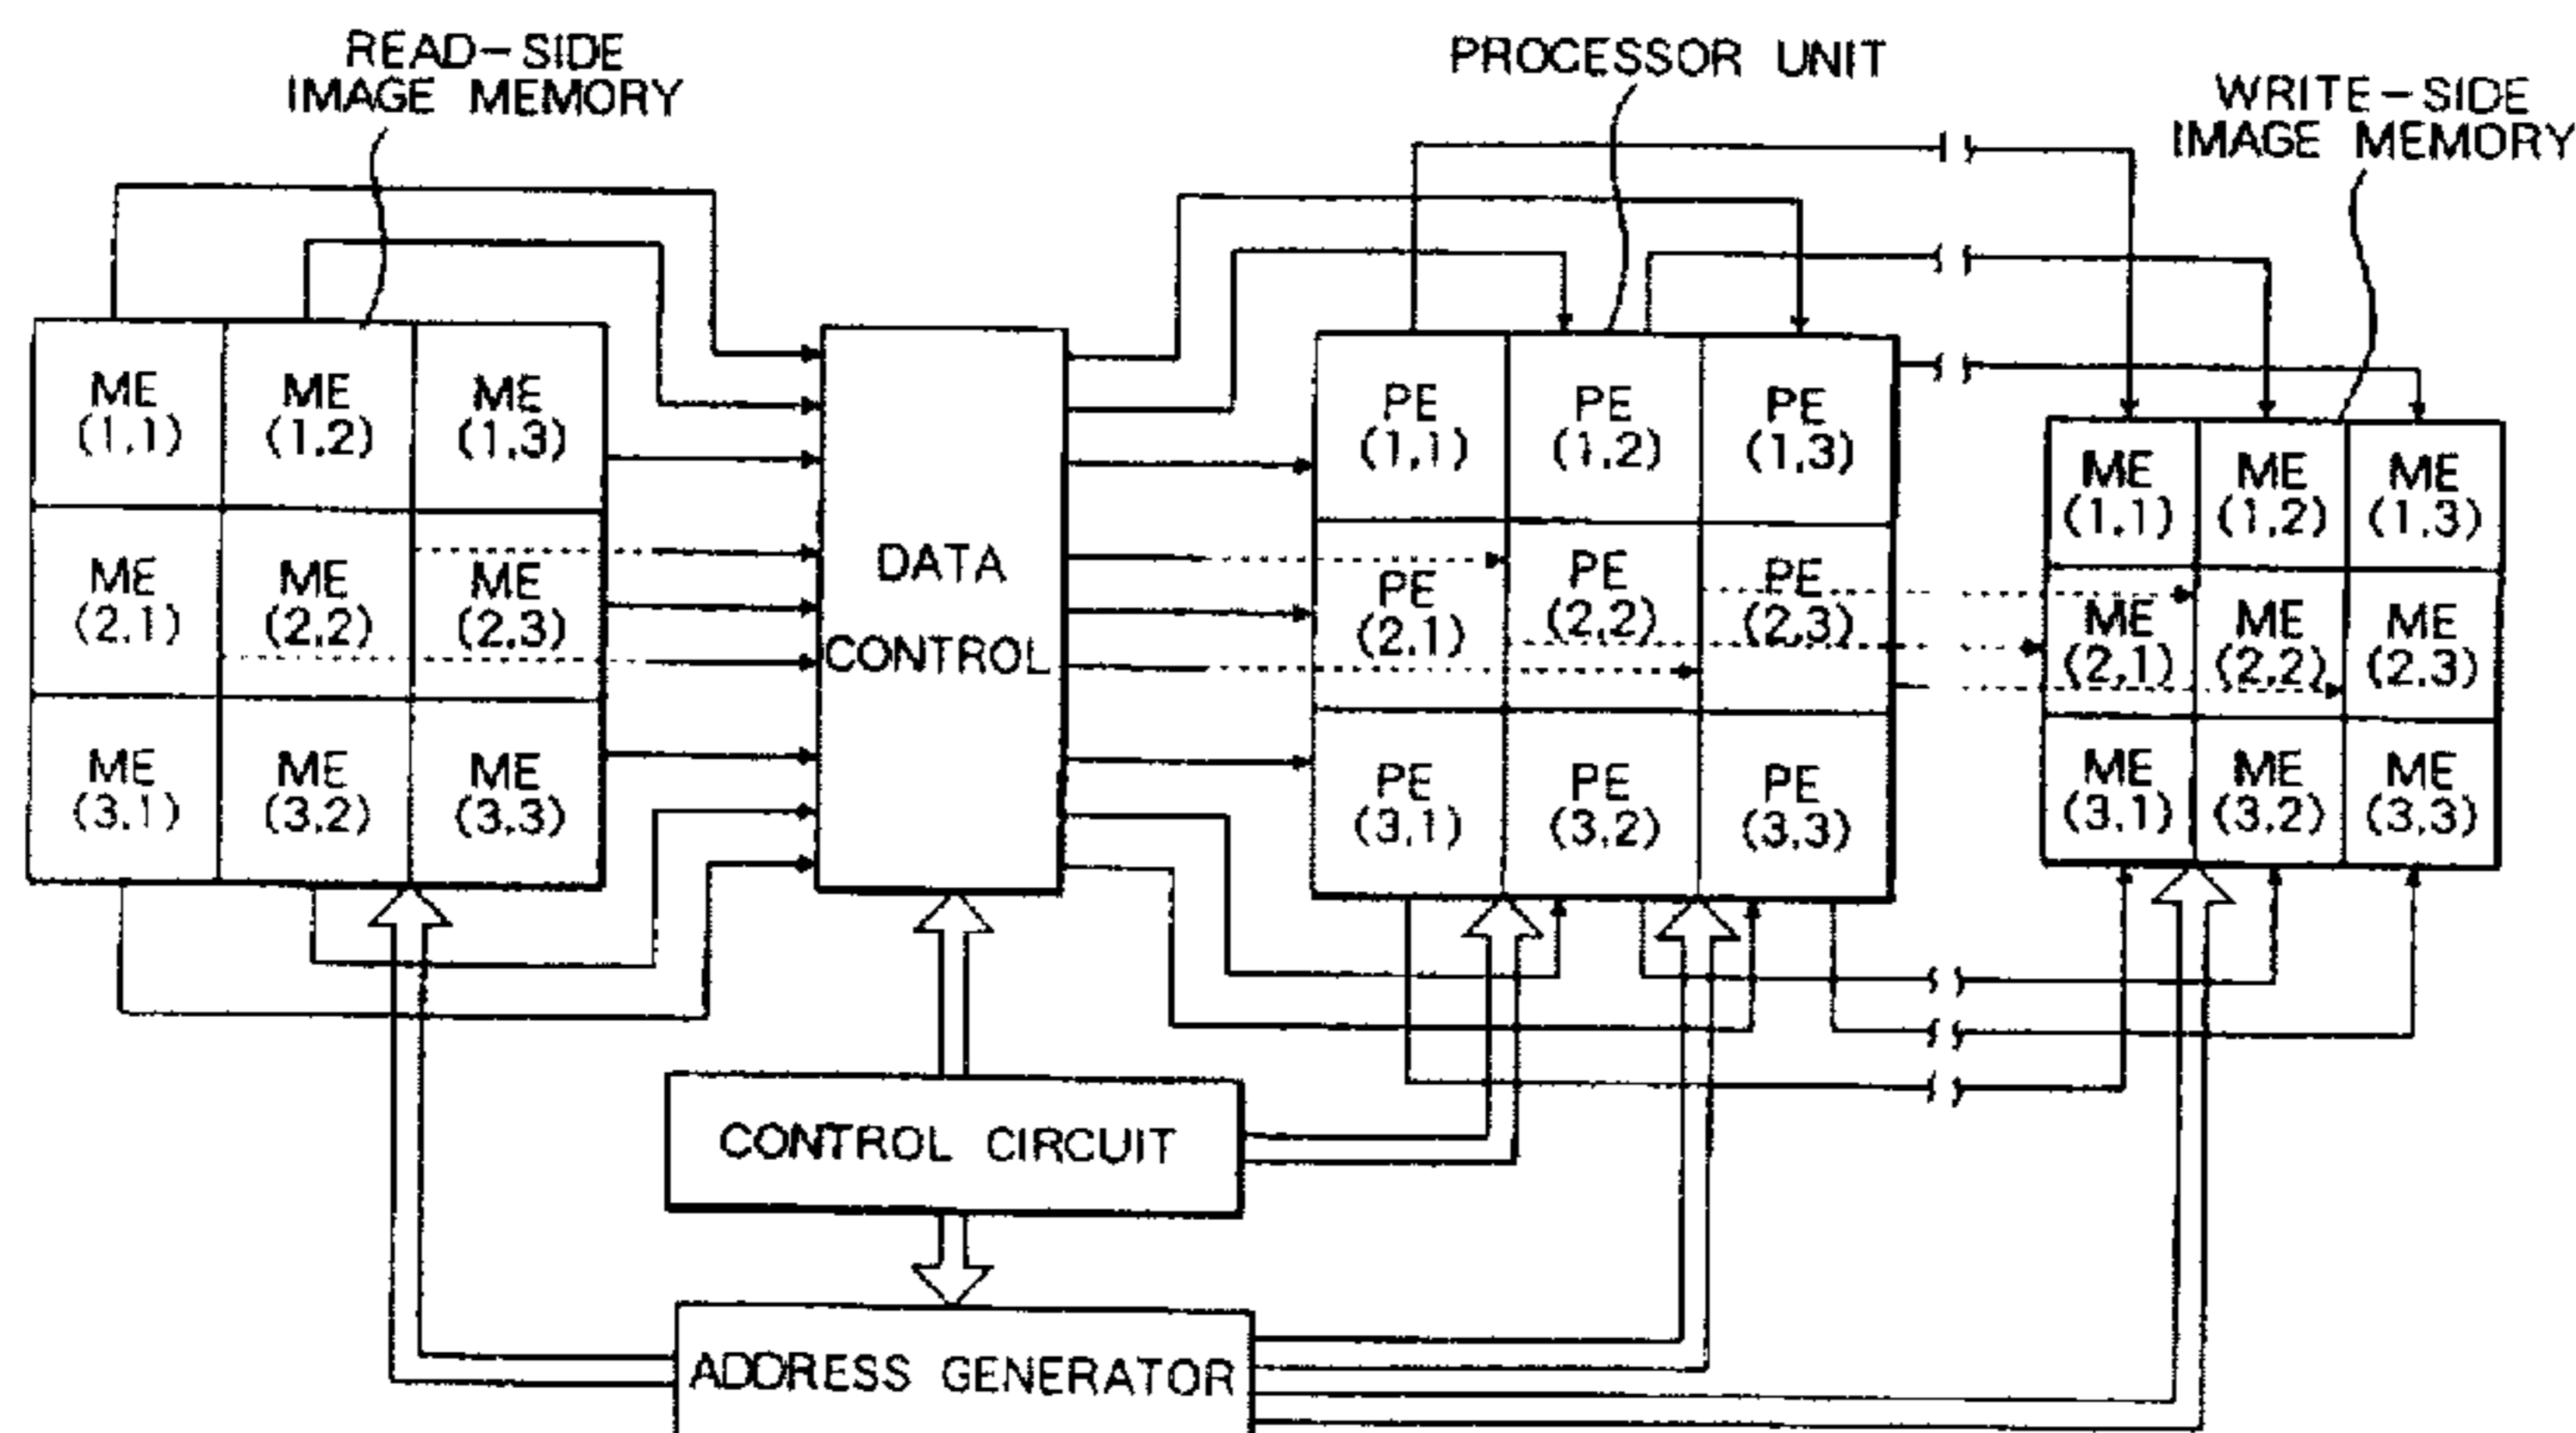 READ-SIDE
IMAGE MEMORY
PROCESSOR UNIT
WRITE-SIDE
IMAGE MEMORY
ME
(1,1)
ME
(1,2)
ME
(1,3)
ME
(2,1)
ME
(2,2)
ME
(2,3)
ME
(3,1)
ME
(3,2)
ME
(3,3)
DATA
CONTROL
PE
(1,1)
PE
(1,2)
PE
(1,3)
PE
(2,1)
PE
(2,2)
PE
(2,3)
PE
(3,1)
PE
(3,2)
PE
(3,3)
ME
(1,1)
ME
(1,2)
ME
(1,3)
ME
(2,1)
ME
(2,2)
ME
(2,3)
ME
(3,1)
ME
(3,2)
ME
(3,3)
CONTROL CIRCUIT
ADDRESS GENERATOR